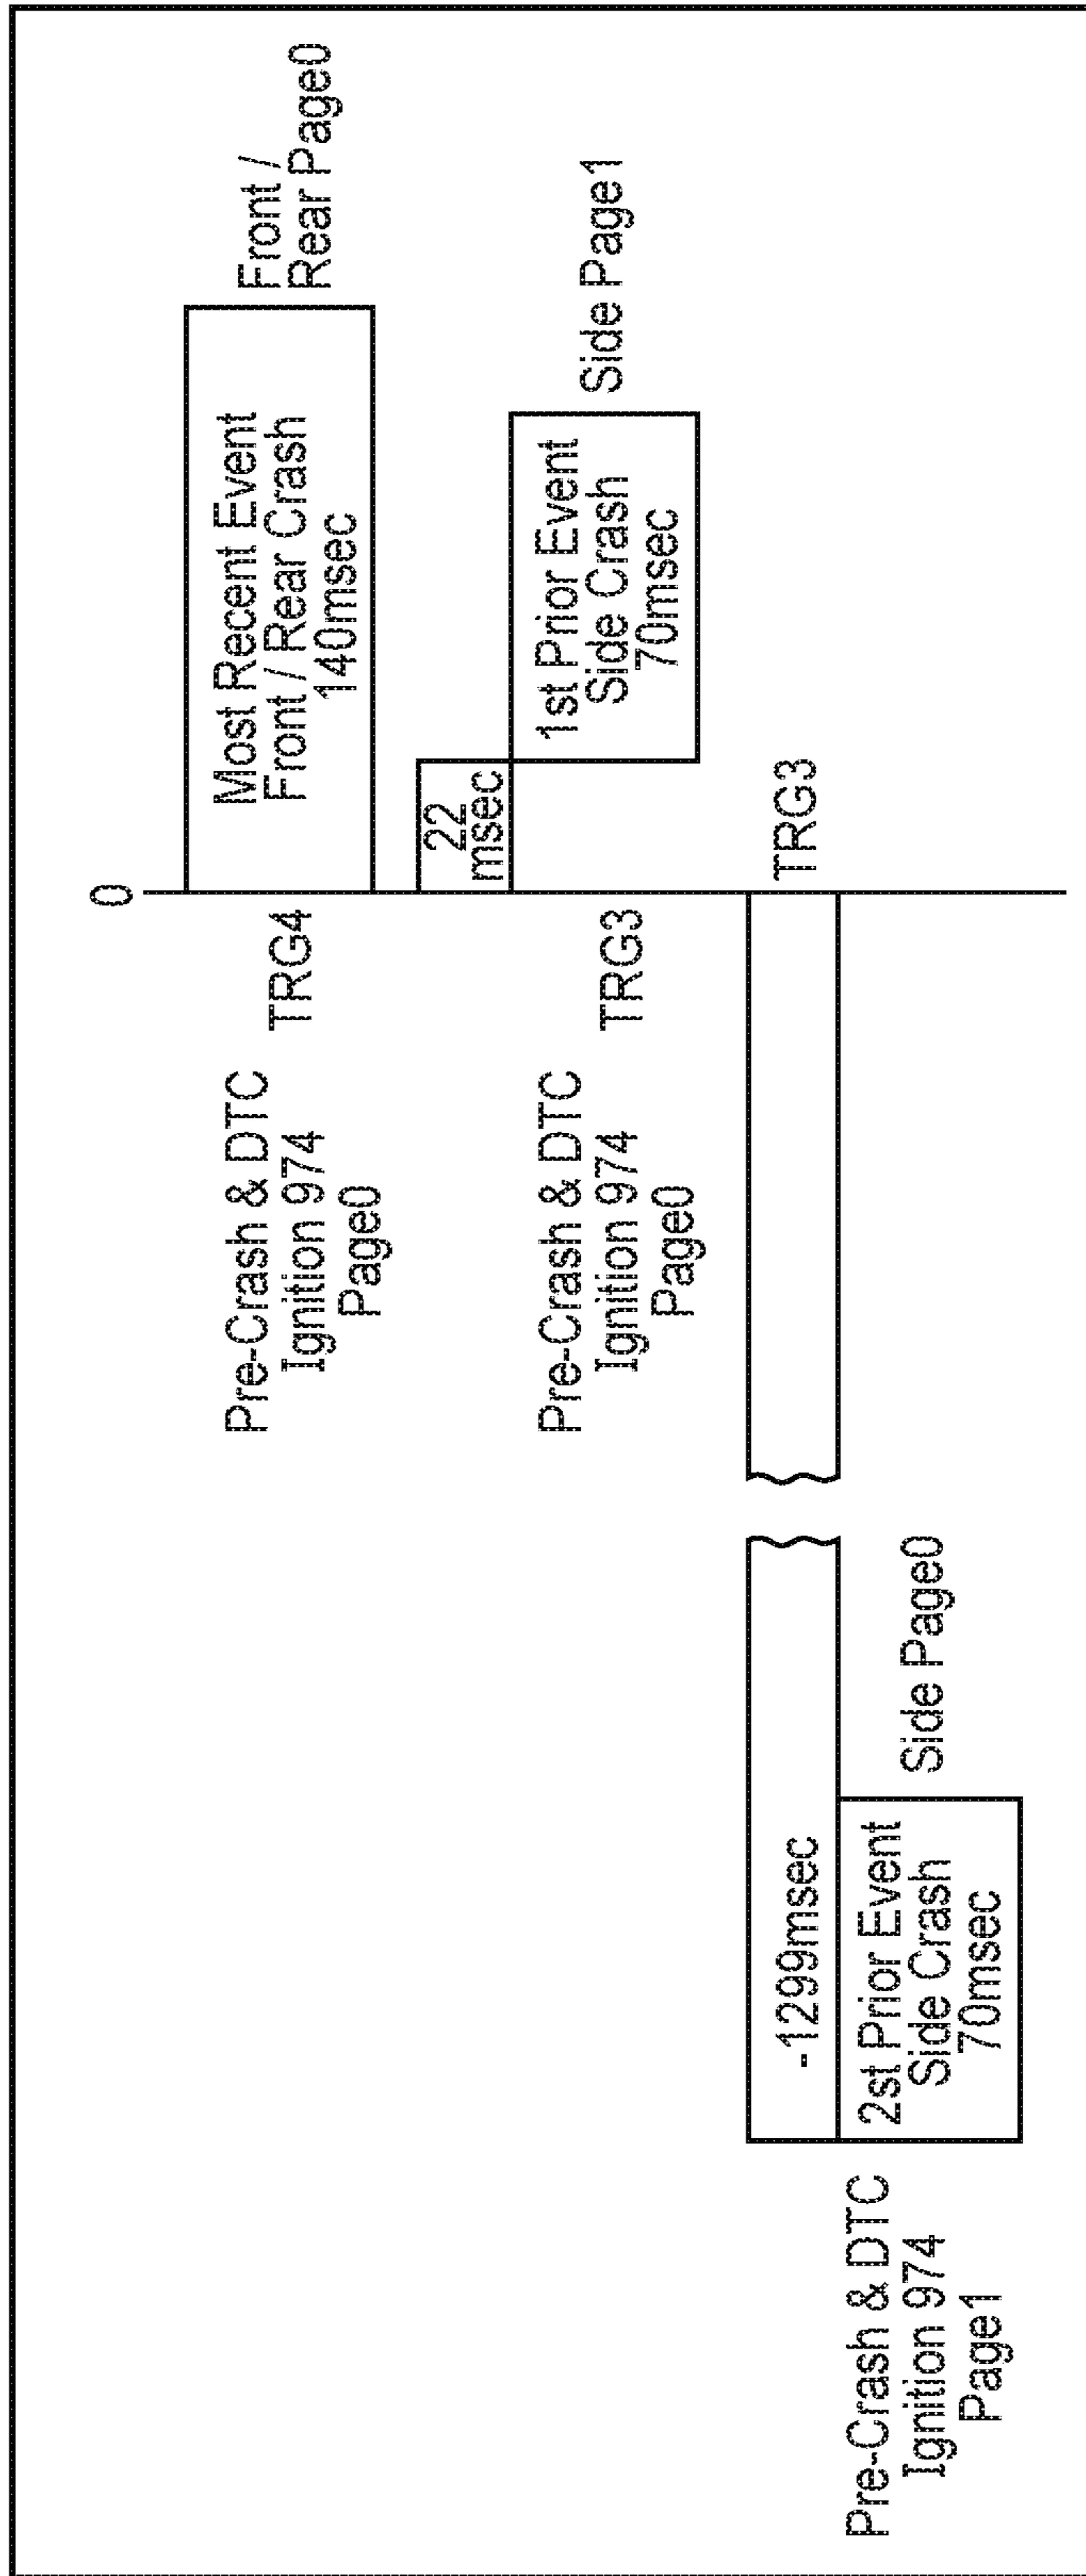 0
Pre-Crash & DTC
Ignition 974
Page0
TRG4
Most Recent Event
Front / Rear Crash
140msec
Front /
Rear Page0
22
msec
Pre-Crash & DTC
Ignition 974
Page0
TRG3
1st Prior Event
Side Crash
70msec
Side Page1
-1299msec
TRG3
Pre-Crash & DTC
Ignition 974
Page1
2st Prior Event
Side Crash
70msec
Side Page0